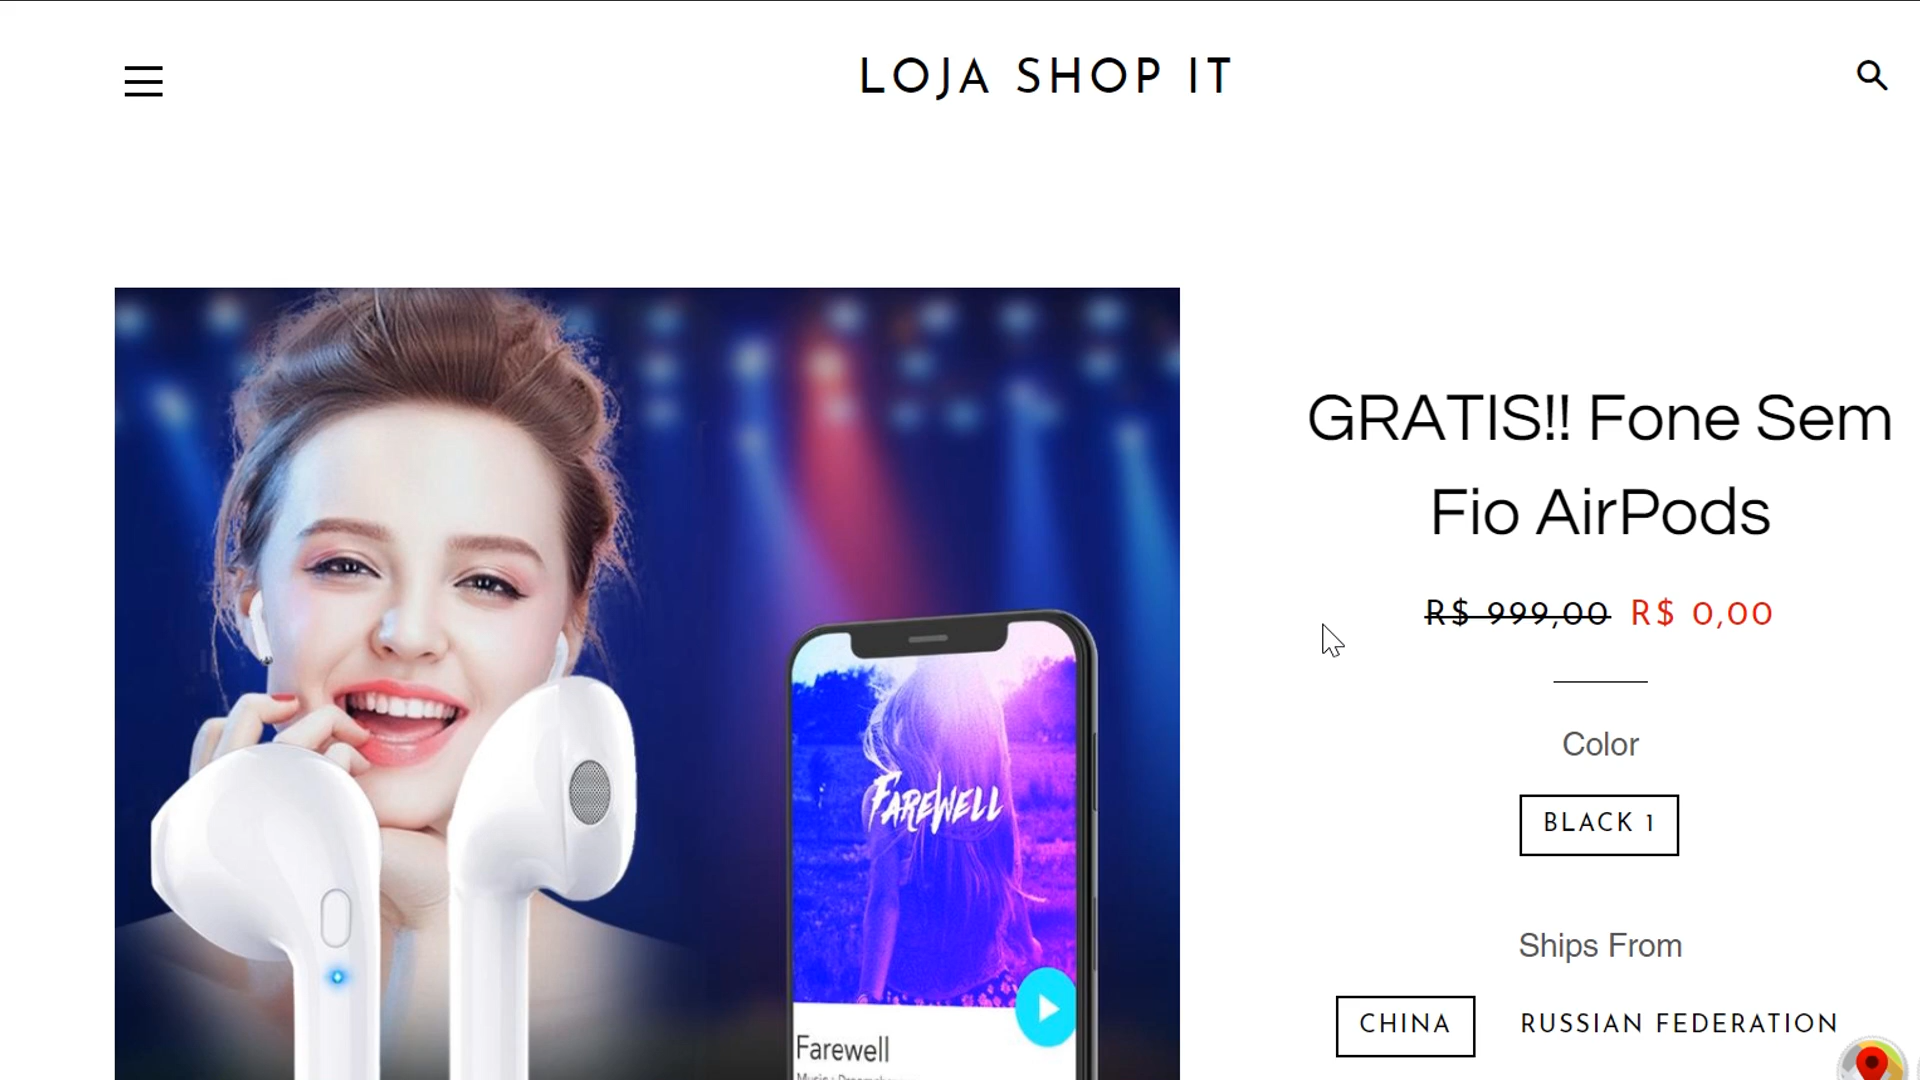 LOJA SHOP IT
GRATIS!! Fone Sem
Fio AirPods
R$ 999,00 R$ 0,00
Color
BLACK 1
Ships From
CHINA RUSSIAN FEDERATION
FAREWELL
Farewell